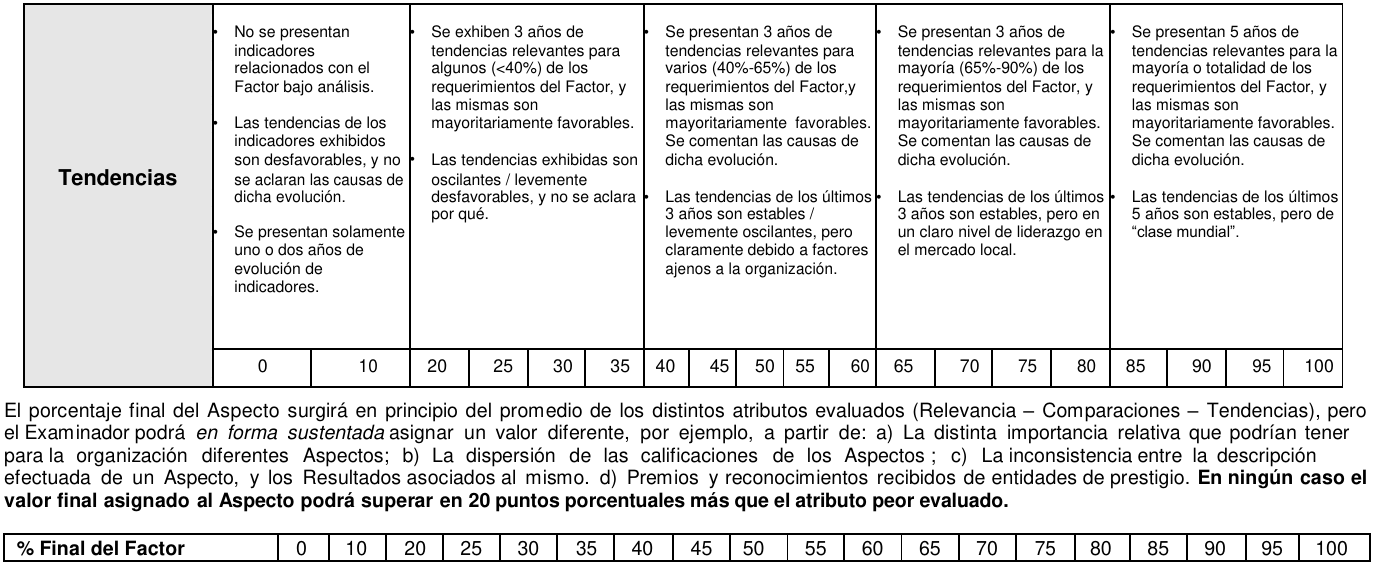 Tendencias
• No se presentan
indicadores
relacionados con el
Factor bajo análisis.
• Las tendencias de los
indicadores exhibidos
son desfavorables, y no
se aclaran las causas de
dicha evolución.
• Se presentan solamente
uno o dos años de
evolución de
indicadores.
• Se exhiben 3 años de
tendencias relevantes para
algunos (<40%) de los
requerimientos del Factor, y
las mismas son
mayoritariamente favorables.
• Las tendencias exhibidas son
oscilantes / levemente
desfavorables, y no se aclara
por qué.
• Se presentan 3 años de
tendencias relevantes para
varios (40%-65%) de los
requerimientos del Factor,y
las mismas son
mayoritariamente favorables.
Se comentan las causas de
dicha evolución.
• Las tendencias de los últimos
3 años son estables /
levemente oscilantes, pero
claramente debido a factores
ajenos a la organización.
• Se presentan 3 años de
tendencias relevantes para la
mayoría (65%-90%) de los
requerimientos del Factor, y
las mismas son
mayoritariamente favorables.
Se comentan las causas de
dicha evolución.
• Las tendencias de los últimos
3 años son estables, pero en
un claro nivel de liderazgo en
el mercado local.
• Se presentan 5 años de
tendencias relevantes para la
mayoría o totalidad de los
requerimientos del Factor, y
las mismas son
mayoritariamente favorables.
Se comentan las causas de
dicha evolución.
• Las tendencias de los últimos
5 años son estables, pero de
“clase mundial”.
0 10 20 25 30 35 40 45 50 55 60 65 70 75 80 85 90 95 100
El porcentaje final del Aspecto surgirá en principio del promedio de los distintos atributos evaluados (Relevancia – Comparaciones – Tendencias), pero
el Examinador podrá en forma sustentada asignar un valor diferente, por ejemplo, a partir de: a) La distinta importancia relativa que podrían tener
para la organización diferentes Aspectos; b) La dispersión de las calificaciones de los Aspectos ; c) La inconsistencia entre la descripción
efectuada de un Aspecto, y los Resultados asociados al mismo. d) Premios y reconocimientos recibidos de entidades de prestigio. En ningún caso el
valor final asignado al Aspecto podrá superar en 20 puntos porcentuales más que el atributo peor evaluado.
% Final del Factor 0 10 20 25 30 35 40 45 50 55 60 65 70 75 80 85 90 95 100